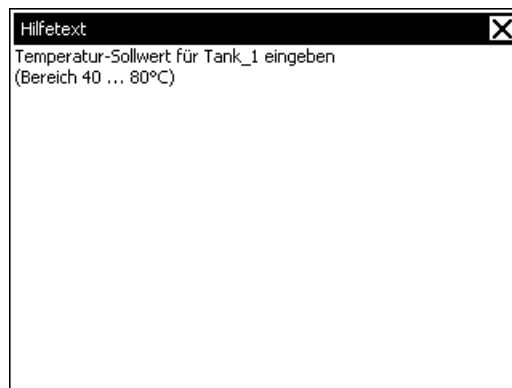 Hilfetext
Temperatur-Sollwert für Tank_1 eingeben
(Bereich 40 ... 80°C)